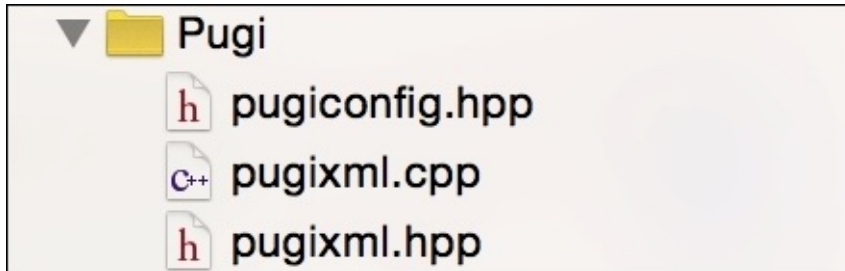 Pugi
h pugiconfig.hpp
C++ pugixml.cpp
h pugixml.hpp